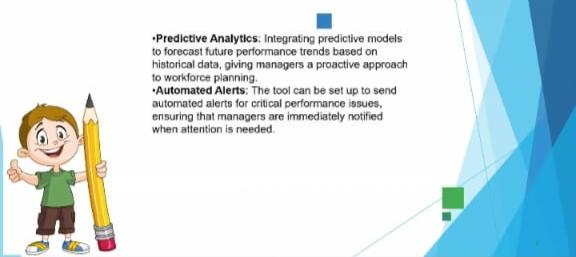 •Predictive Analytics: Integrating predictive models
to forecast future performance trends based on
historical data, giving managers a proactive approach
to workforce planning.
•Automated Alerts: The tool can be set up to send
automated alerts for critical performance issues,
ensuring that managers are immediately notified
when attention is needed.